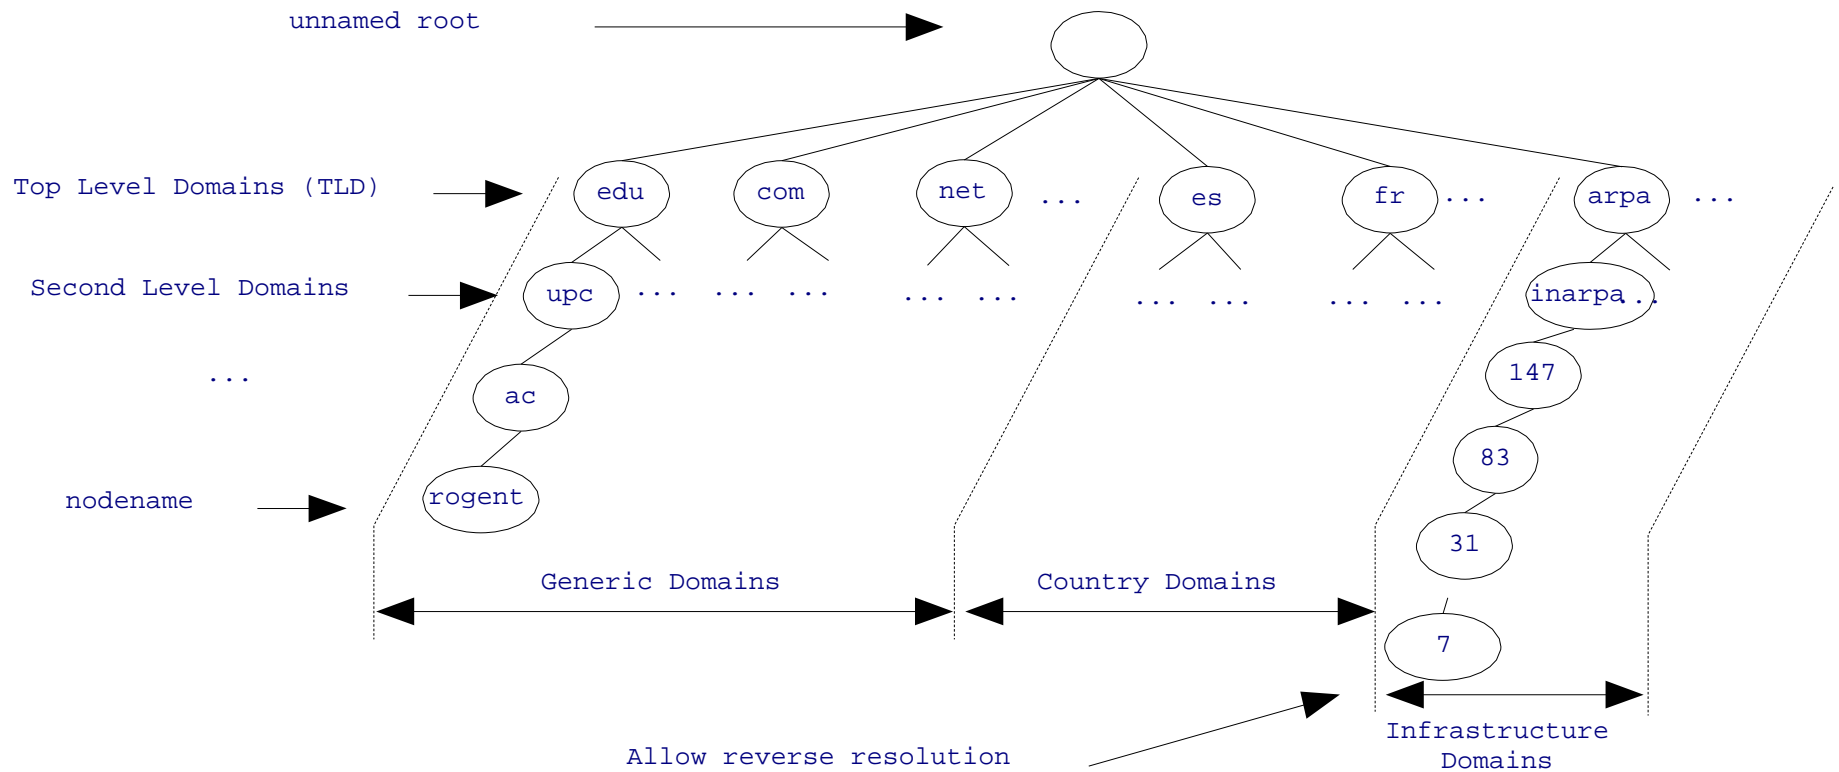 unnamed root
Top Level Domains (TLD)
edu
com
net
...
es
fr
...
arpa
...
Second Level Domains
upc
...
...
...
...
...
...
...
...
...
inarpa
...
...
ac
147
83
nodename
rogent
31
Generic Domains
Country Domains
7
Infrastructure
Domains
Allow reverse resolution